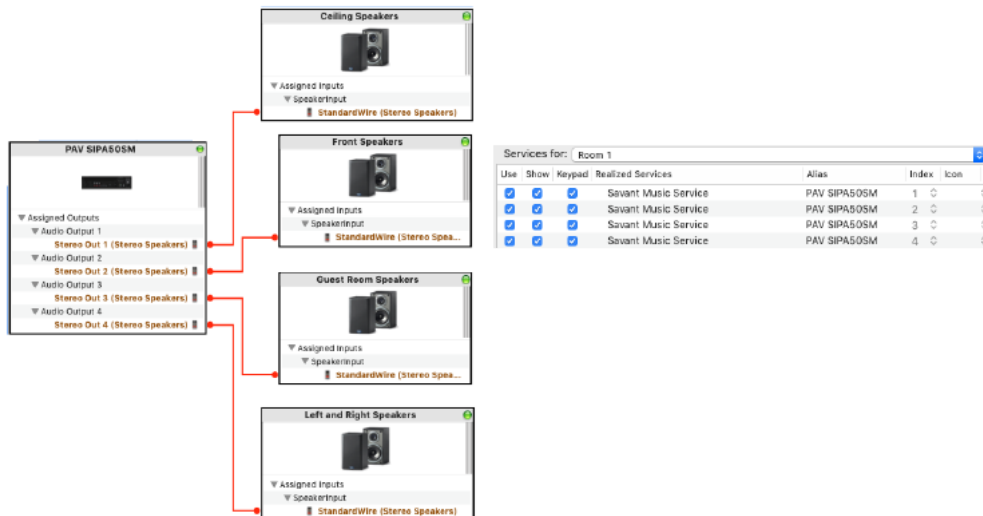 Ceiling Speakers
Assigned Inputs
SpeakerInput
StandardWire (Stereo Speakers)
PAV SIPA50SM
Assigned Outputs
Audio Output 1
Stereo Out 1 (Stereo Speakers)
Audio Output 2
Stereo Out 2 (Stereo Speakers)
Audio Output 3
Stereo Out 3 (Stereo Speakers)
Audio Output 4
Stereo Out 4 (Stereo Speakers)
Front Speakers
Assigned Inputs
SpeakerInput
StandardWire (Stereo Spea...
Guest Room Speakers
Assigned Inputs
SpeakerInput
StandardWire (Stereo Spea...
Left and Right Speakers
Assigned Inputs
SpeakerInput
StandardWire (Stereo Speakers)
Services for: Room 1
Use Show Keypad Realized Services Alias Index Icon
Savant Music Service PAV SIPA50SM 1
Savant Music Service PAV SIPA50SM 2
Savant Music Service PAV SIPA50SM 3
Savant Music Service PAV SIPA50SM 4